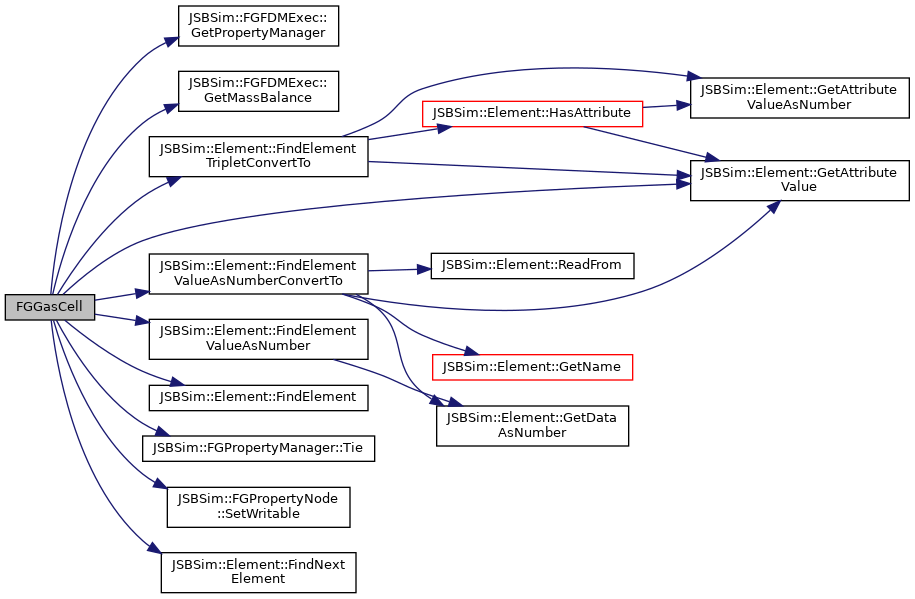 JSBSim::FGFDMExec::
GetPropertyManager
JSBSim::FGFDMExec::
GetMassBalance
JSBSim::Element::FindElement
TripletConvertTo
JSBSim::Element::HasAttribute
JSBSim::Element::GetAttribute
ValueAsNumber
JSBSim::Element::GetAttribute
Value
FGGasCell
JSBSim::Element::FindElement
ValueAsNumberConvertTo
JSBSim::Element::ReadFrom
JSBSim::Element::FindElement
ValueAsNumber
JSBSim::Element::GetName
JSBSim::Element::FindElement
JSBSim::Element::GetData
AsNumber
JSBSim::FGPropertyManager::Tie
JSBSim::FGPropertyNode
::SetWritable
JSBSim::Element::FindNext
Element